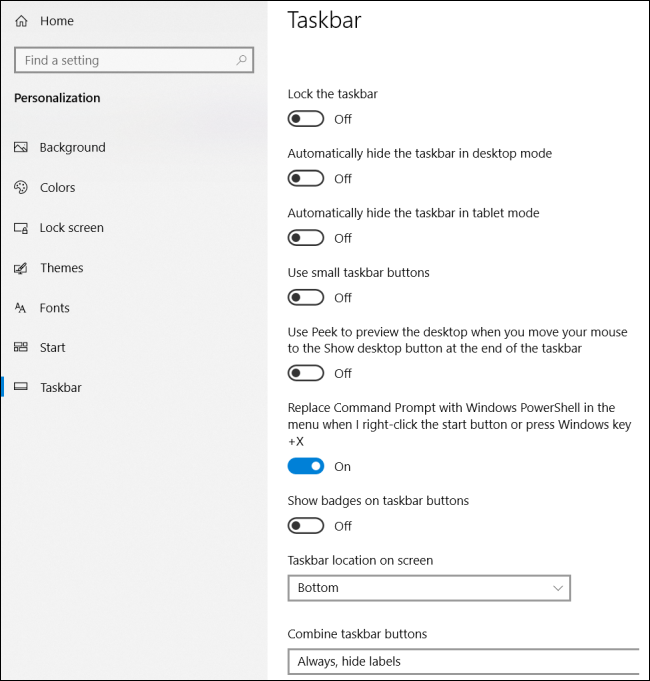 Home
Find a setting
Personalization
Background
Colors
Lock screen
Themes
Fonts
Start
Taskbar
Taskbar
Lock the taskbar
Off
Automatically hide the taskbar in desktop mode
Off
Automatically hide the taskbar in tablet mode
Off
Use small taskbar buttons
Off
Use Peek to preview the desktop when you move your mouse
to the Show desktop button at the end of the taskbar
Off
Replace Command Prompt with Windows PowerShell in the
menu when I right-click the start button or press Windows key
+X
On
Show badges on taskbar buttons
Off
Taskbar location on screen
Bottom
Combine taskbar buttons
Always, hide labels